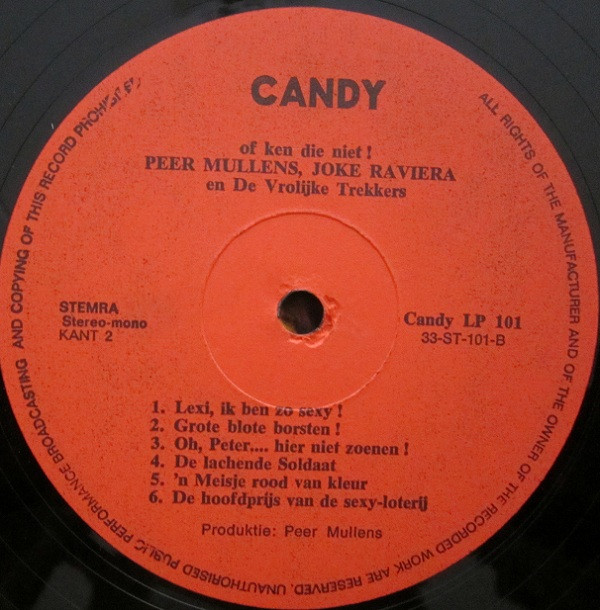 CANDY
of ken die niet!
PEER MULLENS, JOKE RAVIERA
en De Vrolijke Trekkers
STEMRA
Stereo-mono
KANT 2
Candy LP 101
33-ST-101-B
1. Lexi, ik ben zo sexy!
2. Grote blote borsten!
3. Oh, Peter.... hier niet zoenen!
4. De lachende Soldaat
5. 'n Meisje rood van kleur
6. De hoofdprijs van de sexy-loterij
Produktie: Peer Mullens
ALL RIGHTS OF THE MANUFACTURER AND OF THE OWNER OF THE RECORDED WORK ARE RESERVED. UNAUTHORISED PUBLIC PERFORMANCE BROADCASTING AND COPYING OF THIS RECORD PROHIBITED